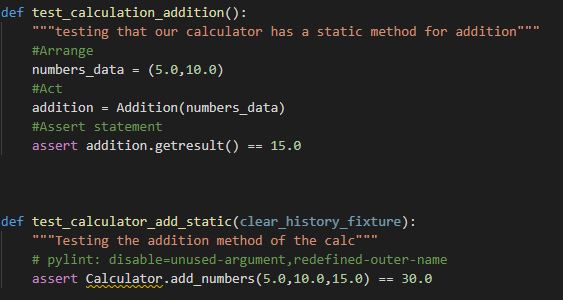 def test_calculation_addition():
"""testing that our calculator has a static method for addition"""
#Arrange
numbers_data = (5.0,10.0)
#Act
addition = Addition(numbers_data)
#Assert statement
assert addition.getresult() == 15.0
def test_calculator_add_static(clear_history_fixture):
"""Testing the addition method of the calc"""
# pylint: disable=unused-argument,redefined-outer-name
assert Calculator.add_numbers(5.0,10.0,15.0) == 30.0